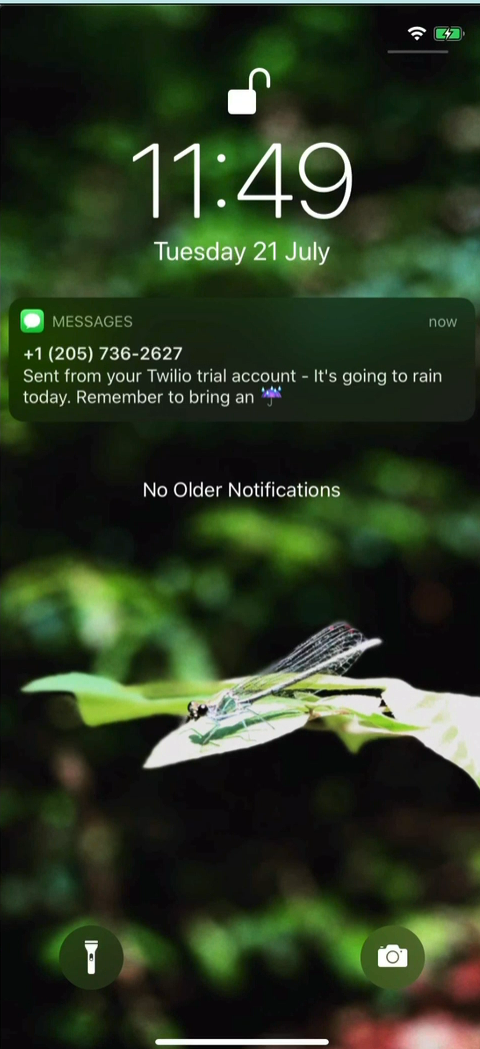 11:49
Tuesday 21 July
MESSAGES
now
+1 (205) 736-2627
Sent from your Twilio trial account - It's going to rain
today. Remember to bring an ☔
No Older Notifications